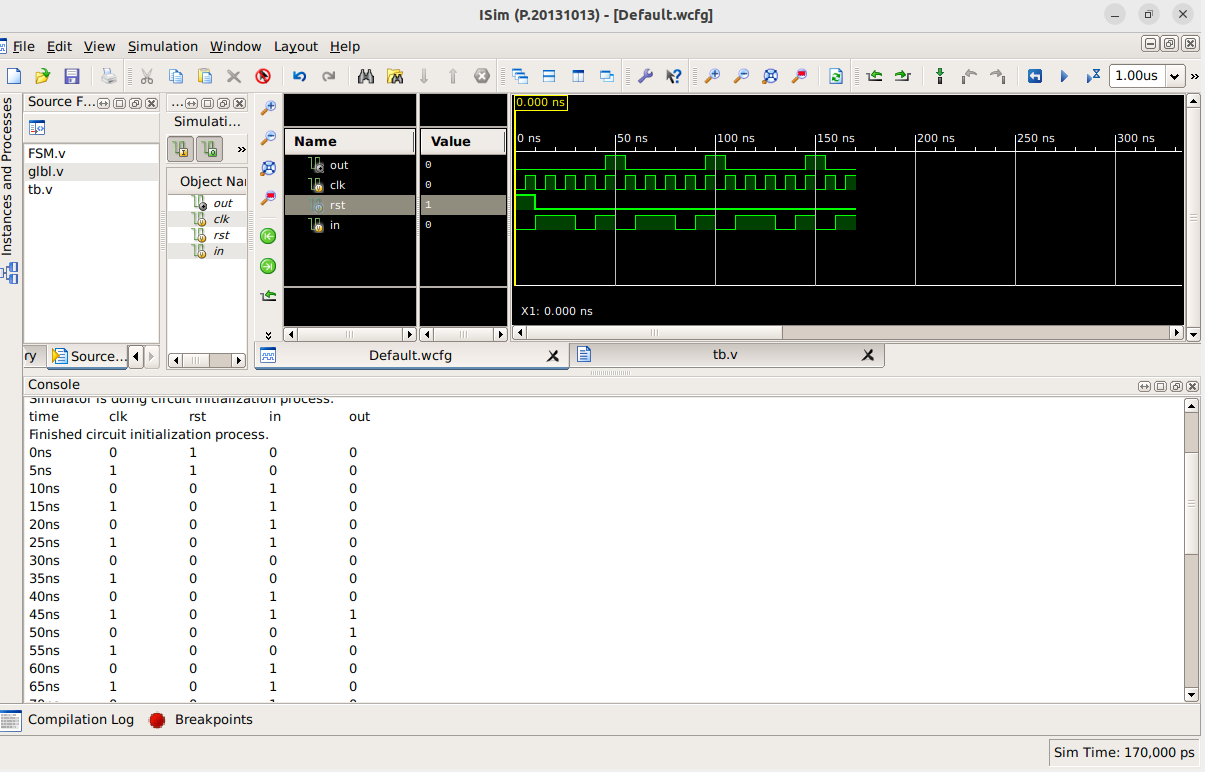 ISim (P.20131013) - [Default.wcfg]
File Edit View Simulation Window Layout Help
1.00us
»
Instances and Processes
Source F...
FSM.v
glbl.v
tb.v
ry
Source...
...
Simulati...
»
Object Nar
out
clk
rst
in
Name Value
out 0
clk 0
rst 1
in 0
0.000 ns
0 ns 50 ns 100 ns 150 ns 200 ns 250 ns 300 ns
X1: 0.000 ns
Default.wcfg
tb.v
Console
Simulator is doing circuit initialization process.
time clk rst in out
Finished circuit initialization process.
0ns 0 1 0 0
5ns 1 1 0 0
10ns 0 0 1 0
15ns 1 0 1 0
20ns 0 0 1 0
25ns 1 0 1 0
30ns 0 0 0 0
35ns 1 0 0 0
40ns 0 0 1 0
45ns 1 0 1 1
50ns 0 0 0 1
55ns 1 0 0 0
60ns 0 0 1 0
65ns 1 0 1 0
70ns 0 0 1 0
Compilation Log
Breakpoints
Sim Time: 170,000 ps